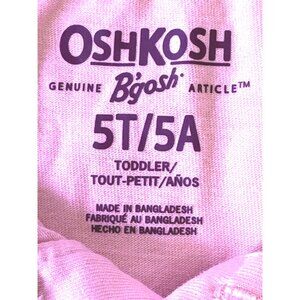 OSHKOSH
GENUINE B'gosh ARTICLE™
5T/5A
TODDLER/
TOUT-PETIT/AÑOS
MADE IN BANGLADESH
FABRIQUÉ AU BANGLADESH
HECHO EN BANGLADESH